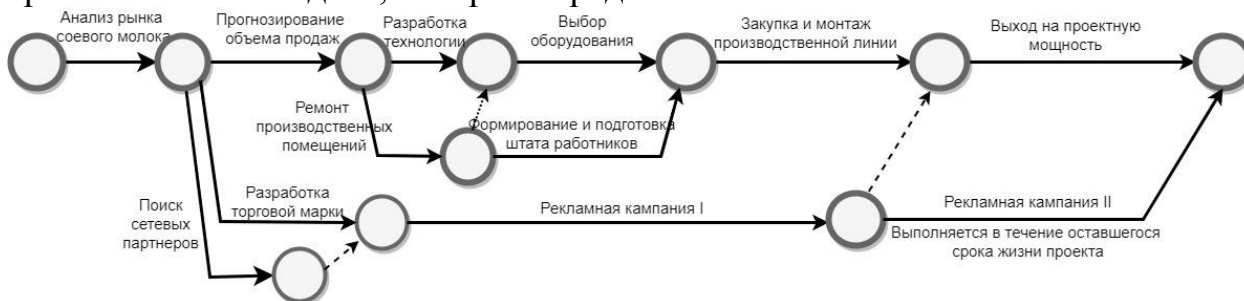 Анализ рынка
соевого молока
Прогнозирование
объема продаж
Разработка
технологии
Выбор
оборудования
Закупка и монтаж
производственной линии
Выход на проектную
мощность
Ремонт
производственных
помещений
Формирование и подготовка
штата работников
Поиск
сетевых
партнеров
Разработка
торговой марки
Рекламная кампания I
Рекламная кампания II
Выполняется в течение оставшегося
срока жизни проекта